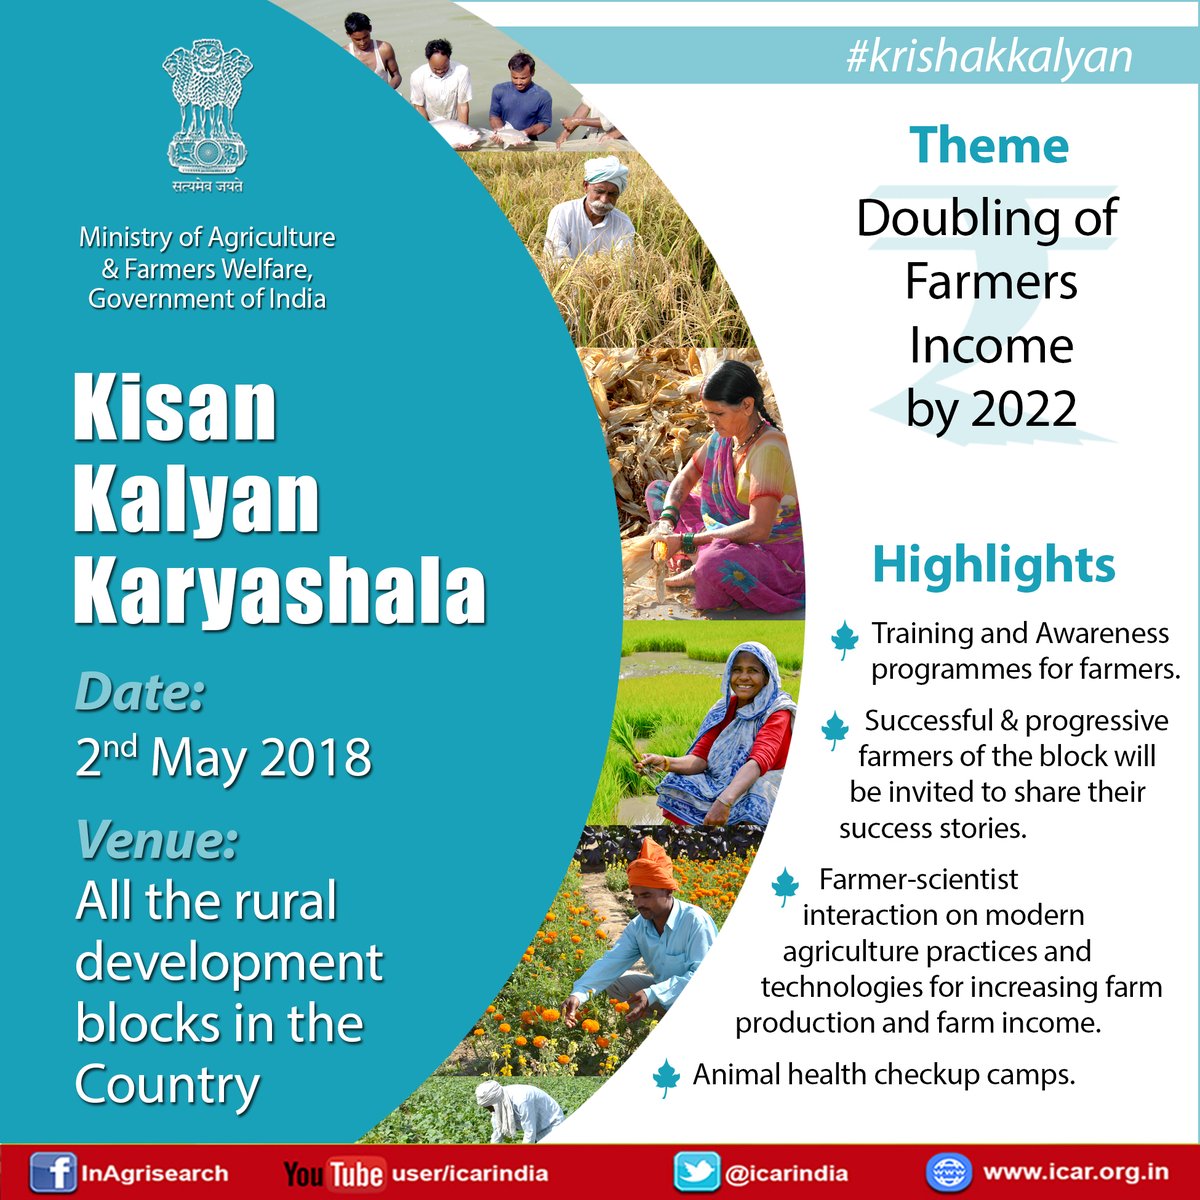 सत्यमेव जयते
Ministry of Agriculture
& Farmers Welfare,
Government of India
Kisan
Kalyan
Karyashala
Date:
2nd May 2018
Venue:
All the rural
development
blocks in the
Country
#krishakkalyan
Theme
Doubling of
Farmers
Income
by 2022
Highlights
Training and Awareness
programmes for farmers.
Successful & progressive
farmers of the block will
be invited to share their
success stories.
Farmer-scientist
interaction on modern
agriculture practices and
technologies for increasing farm
production and farm income.
Animal health checkup camps.
f InAgrisearch
YouTube user/icarindia
@icarindia
www.icar.org.in